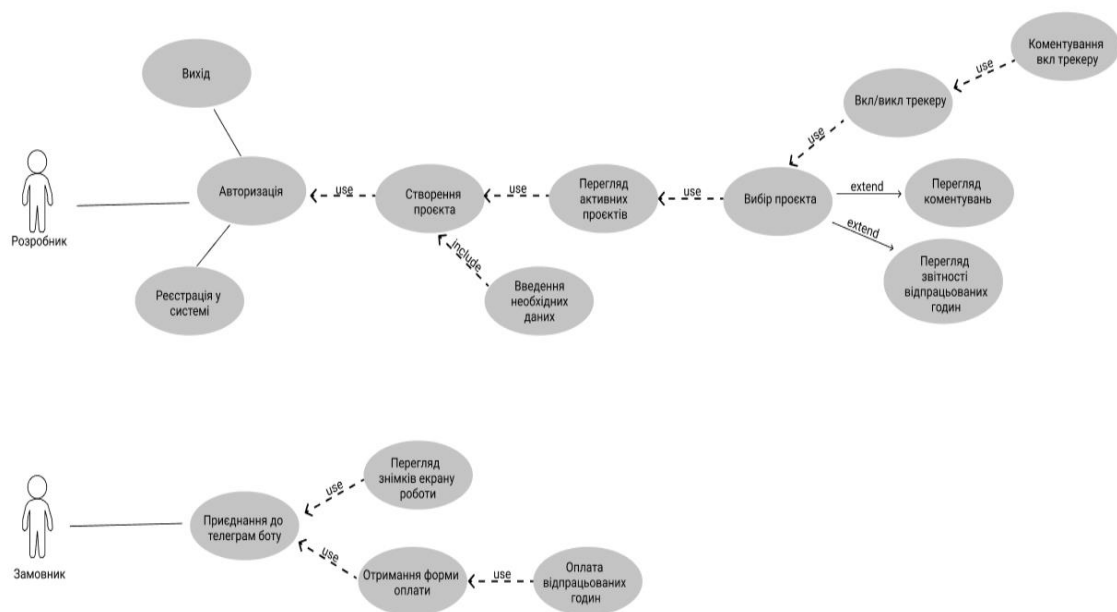 Коментування
вкл трекеру
use
Вихід
Вкл/викл трекеру
use
Авторизація
use
Створення
проєкта
use
Перегляд
активних
проєктів
use
Вибір проєкта
extend
Перегляд
коментувань
extend
Розробник
include
Перегляд
звітності
відпрацьованих
годин
Реєстрація у
системі
Введення
необхідних
даних
Перегляд
знімків екрану
роботи
use
Приєднання до
телеграм боту
use
Замовник
Отримання форми
оплати
use
Оплата
відпрацьованих
годин